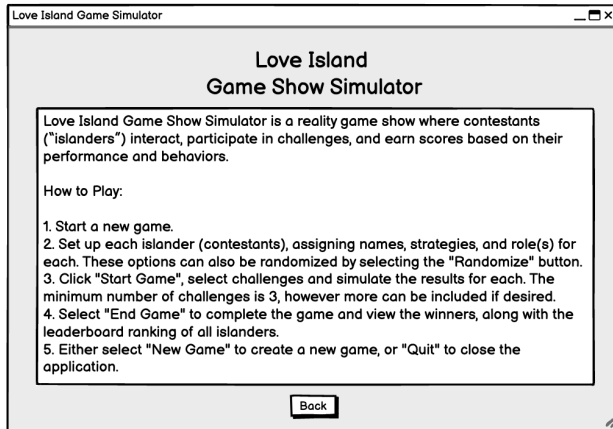 Love Island Game Simulator
Love Island
Game Show Simulator
Love Island Game Show Simulator is a reality game show where contestants
("islanders") interact, participate in challenges, and earn scores based on their
performance and behaviors.
How to Play:
1. Start a new game.
2. Set up each islander (contestants), assigning names, strategies, and role(s) for
each. These options can also be randomized by selecting the "Randomize" button.
3. Click "Start Game", select challenges and simulate the results for each. The
minimum number of challenges is 3, however more can be included if desired.
4. Select "End Game" to complete the game and view the winners, along with the
leaderboard ranking of all islanders.
5. Either select "New Game" to create a new game, or "Quit" to close the
application.
Back